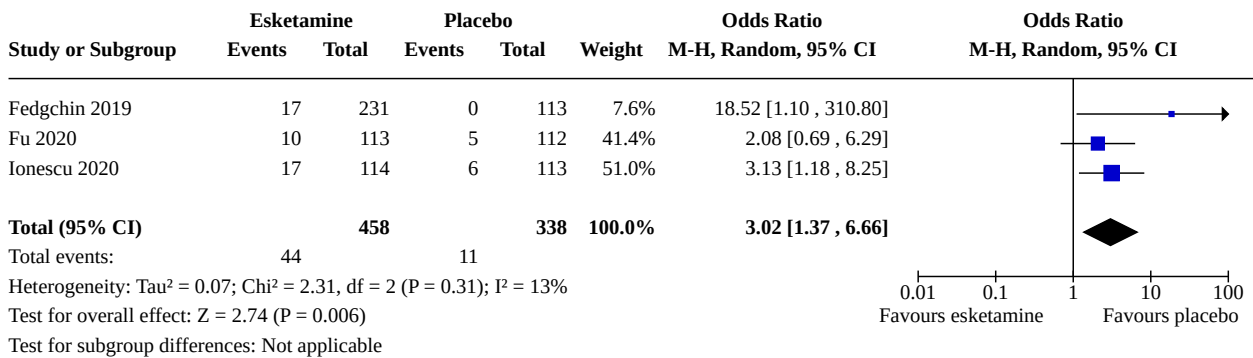 Esketamine Placebo Odds Ratio Odds Ratio
Study or Subgroup Events Total Events Total Weight M-H, Random, 95% CI M-H, Random, 95% CI
Fedgchin 2019 17 231 0 113 7.6% 18.52 [1.10 , 310.80]
Fu 2020 10 113 5 112 41.4% 2.08 [0.69 , 6.29]
Ionescu 2020 17 114 6 113 51.0% 3.13 [1.18 , 8.25]
Total (95% CI) 458 338 100.0% 3.02 [1.37 , 6.66]
Total events: 44 11
Heterogeneity: Tau² = 0.07; Chi² = 2.31, df = 2 (P = 0.31); I² = 13%
0.01 0.1 1 10 100
Test for overall effect: Z = 2.74 (P = 0.006)
Favours esketamine Favours placebo
Test for subgroup differences: Not applicable